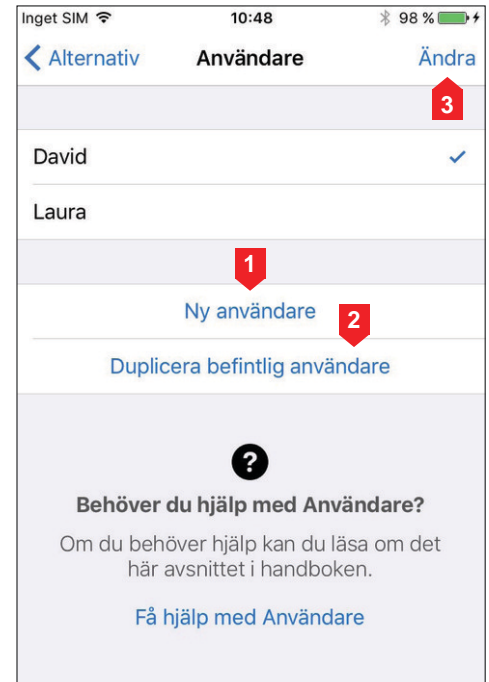 Inget SIM 10:48 98 %
Alternativ Användare Ändra
3
David
Laura
1
Ny användare
2
Duplicera befintlig användare
?
Behöver du hjälp med Användare?
Om du behöver hjälp kan du läsa om det
här avsnittet i handboken.
Få hjälp med Användare